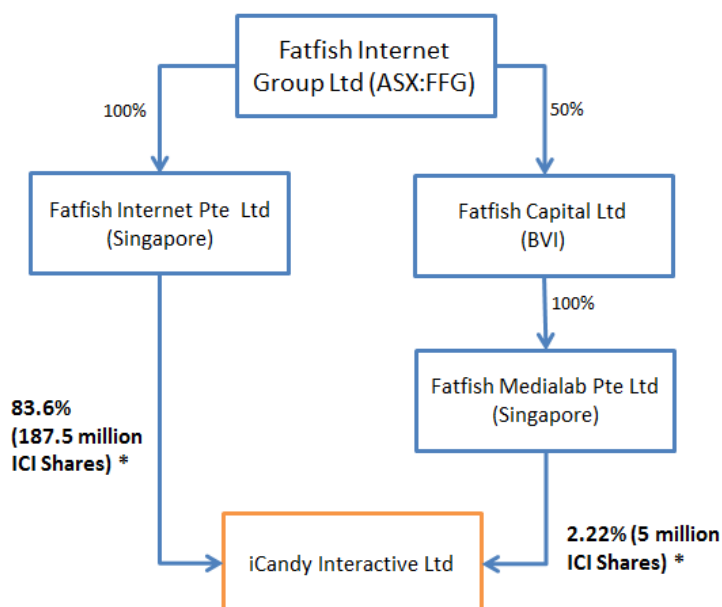 Fatfish Internet
Group Ltd (ASX:FFG)
100%
50%
Fatfish Internet Pte Ltd
(Singapore)
Fatfish Capital Ltd
(BVI)
100%
Fatfish Medialab Pte Ltd
(Singapore)
83.6%
(187.5 million
ICI Shares) *
2.22% (5 million
ICI Shares) *
iCandy Interactive Ltd